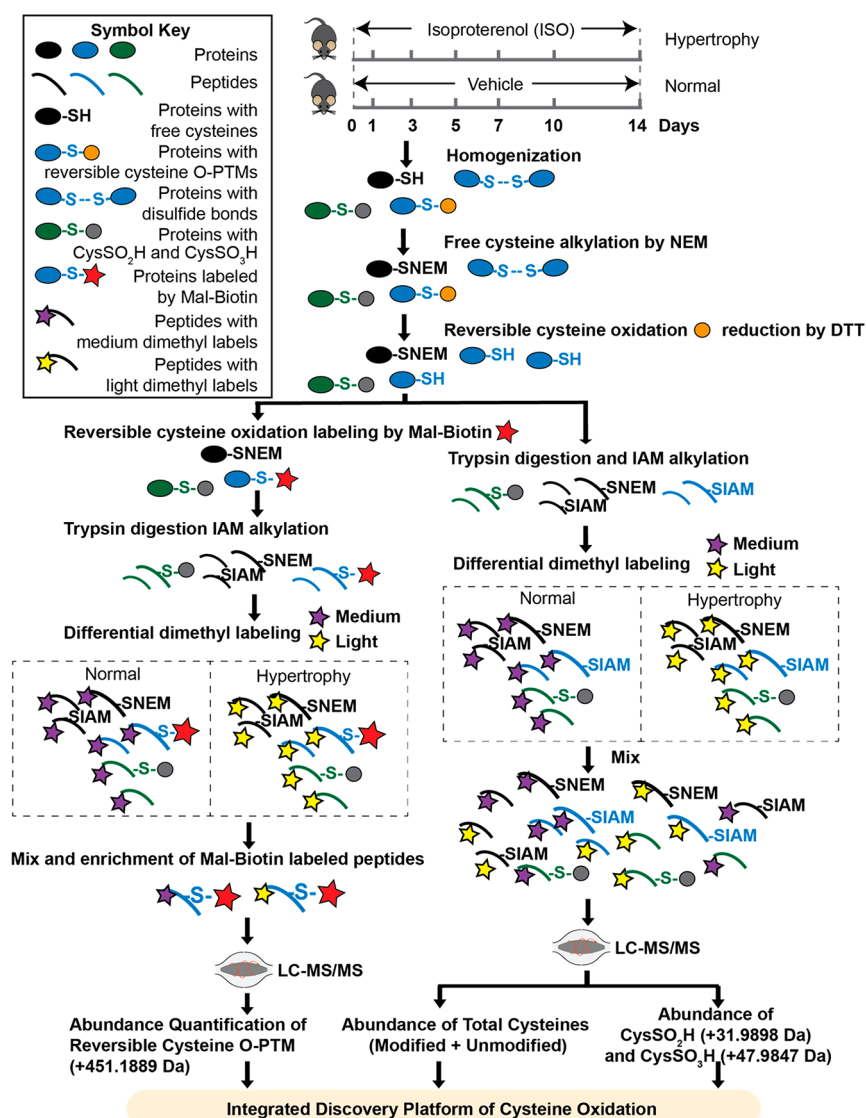 Symbol Key
Proteins
Peptides
-SH Proteins with
free cysteines
-S- Proteins with
reversible cysteine O-PTMs
-S--S- Proteins with
disulfide bonds
-S- Proteins with
CysSO2H and CysSO3H
-S- Proteins labeled
by Mal-Biotin
Peptides with
medium dimethyl labels
Peptides with
light dimethyl labels
Isoproterenol (ISO)
Hypertrophy
Vehicle
Normal
0 1 3 5 7 10 14 Days
Homogenization
-SH
-S--S-
-S-
-S-
Free cysteine alkylation by NEM
-SNEM
-S--S-
-S-
-S-
Reversible cysteine oxidation reduction by DTT
-SNEM
-SH
-SH
-S-
-SH
Reversible cysteine oxidation labeling by Mal-Biotin
-SNEM
-S-
-S-
Trypsin digestion IAM alkylation
-S-
-SNEM
-SIAM
-S-
Differential dimethyl labeling
Medium
Light
Normal
Hypertrophy
-SNEM
-SIAM
-S-
-S-
-SNEM
-SIAM
-S-
-S-
Mix and enrichment of Mal-Biotin labeled peptides
-S-
-S-
LC-MS/MS
Abundance Quantification of
Reversible Cysteine O-PTM
(+451.1889 Da)
Trypsin digestion and IAM alkylation
-S-
-SNEM
-SIAM
-SIAM
Differential dimethyl labeling
Medium
Light
Normal
Hypertrophy
-SNEM
-SIAM
-SIAM
-S-
-SNEM
-SIAM
-SIAM
-S-
Mix
-SNEM
-SNEM
-SIAM
-SIAM
-SIAM
-SIAM
-S-
-S-
LC-MS/MS
Abundance of Total Cysteines
(Modified + Unmodified)
Abundance of
CysSO2H (+31.9898 Da)
and CysSO3H (+47.9847 Da)
Integrated Discovery Platform of Cysteine Oxidation